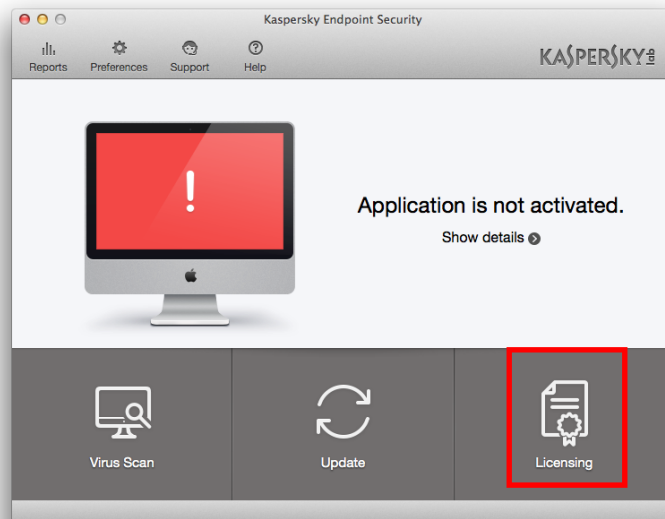 Kaspersky Endpoint Security
Reports Preferences Support Help
KASPERSKY lab
Application is not activated.
Show details
Virus Scan Update Licensing